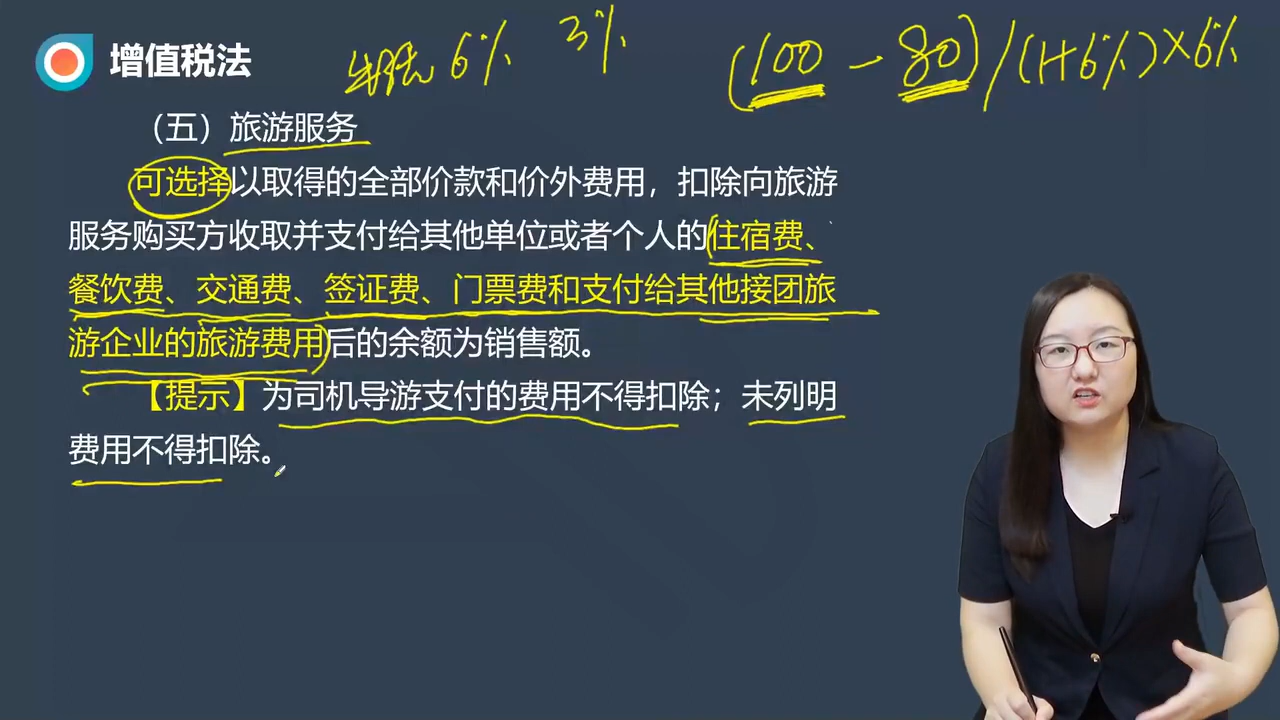 增值税法
6% 3% (100 - 80) / (1+6%) × 6%
（五）旅游服务
可选择以取得的全部价款和价外费用，扣除向旅游
服务购买方收取并支付给其他单位或者个人的住宿费、
餐饮费、交通费、签证费、门票费和支付给其他接团旅
游企业的旅游费用后的余额为销售额。
【提示】为司机导游支付的费用不得扣除；未列明
费用不得扣除。